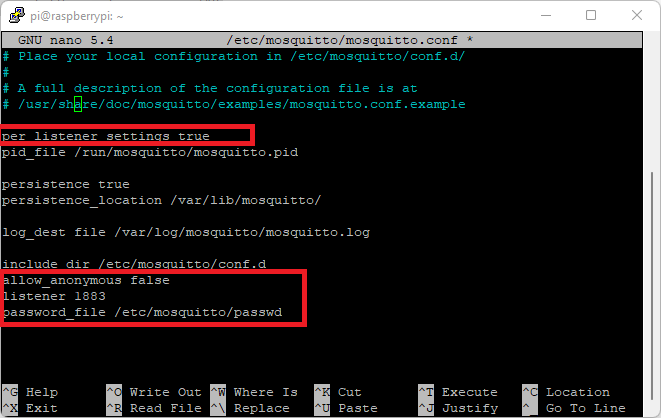 pi@raspberrypi: ~
GNU nano 5.4 /etc/mosquitto/mosquitto.conf *
# Place your local configuration in /etc/mosquitto/conf.d/
#
# A full description of the configuration file is at
# /usr/share/doc/mosquitto/examples/mosquitto.conf.example
per_listener_settings true
pid_file /run/mosquitto/mosquitto.pid
persistence true
persistence_location /var/lib/mosquitto/
log_dest file /var/log/mosquitto/mosquitto.log
include_dir /etc/mosquitto/conf.d
allow_anonymous false
listener 1883
password_file /etc/mosquitto/passwd
^G Help ^O Write Out ^W Where Is ^K Cut ^T Execute ^C Location
^X Exit ^R Read File ^\ Replace ^U Paste ^J Justify ^_ Go To Line